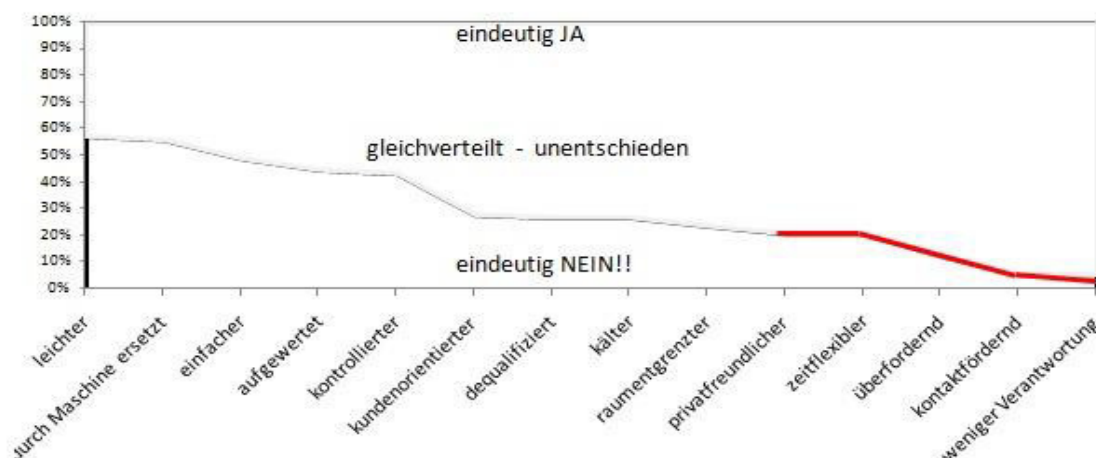 100%
90%
80%
70%
60%
50%
40%
30%
20%
10%
0%
eindeutig JA
gleichverteilt - unentschieden
eindeutig NEIN!!
leichter
durch Maschine ersetzt
einfacher
aufgewertet
kontrollierter
kundenorientierter
dequalifiziert
kälter
raumentgrenzter
privatfreundlicher
zeitflexibler
überfordernd
kontaktfördernd
weniger Verantwortung